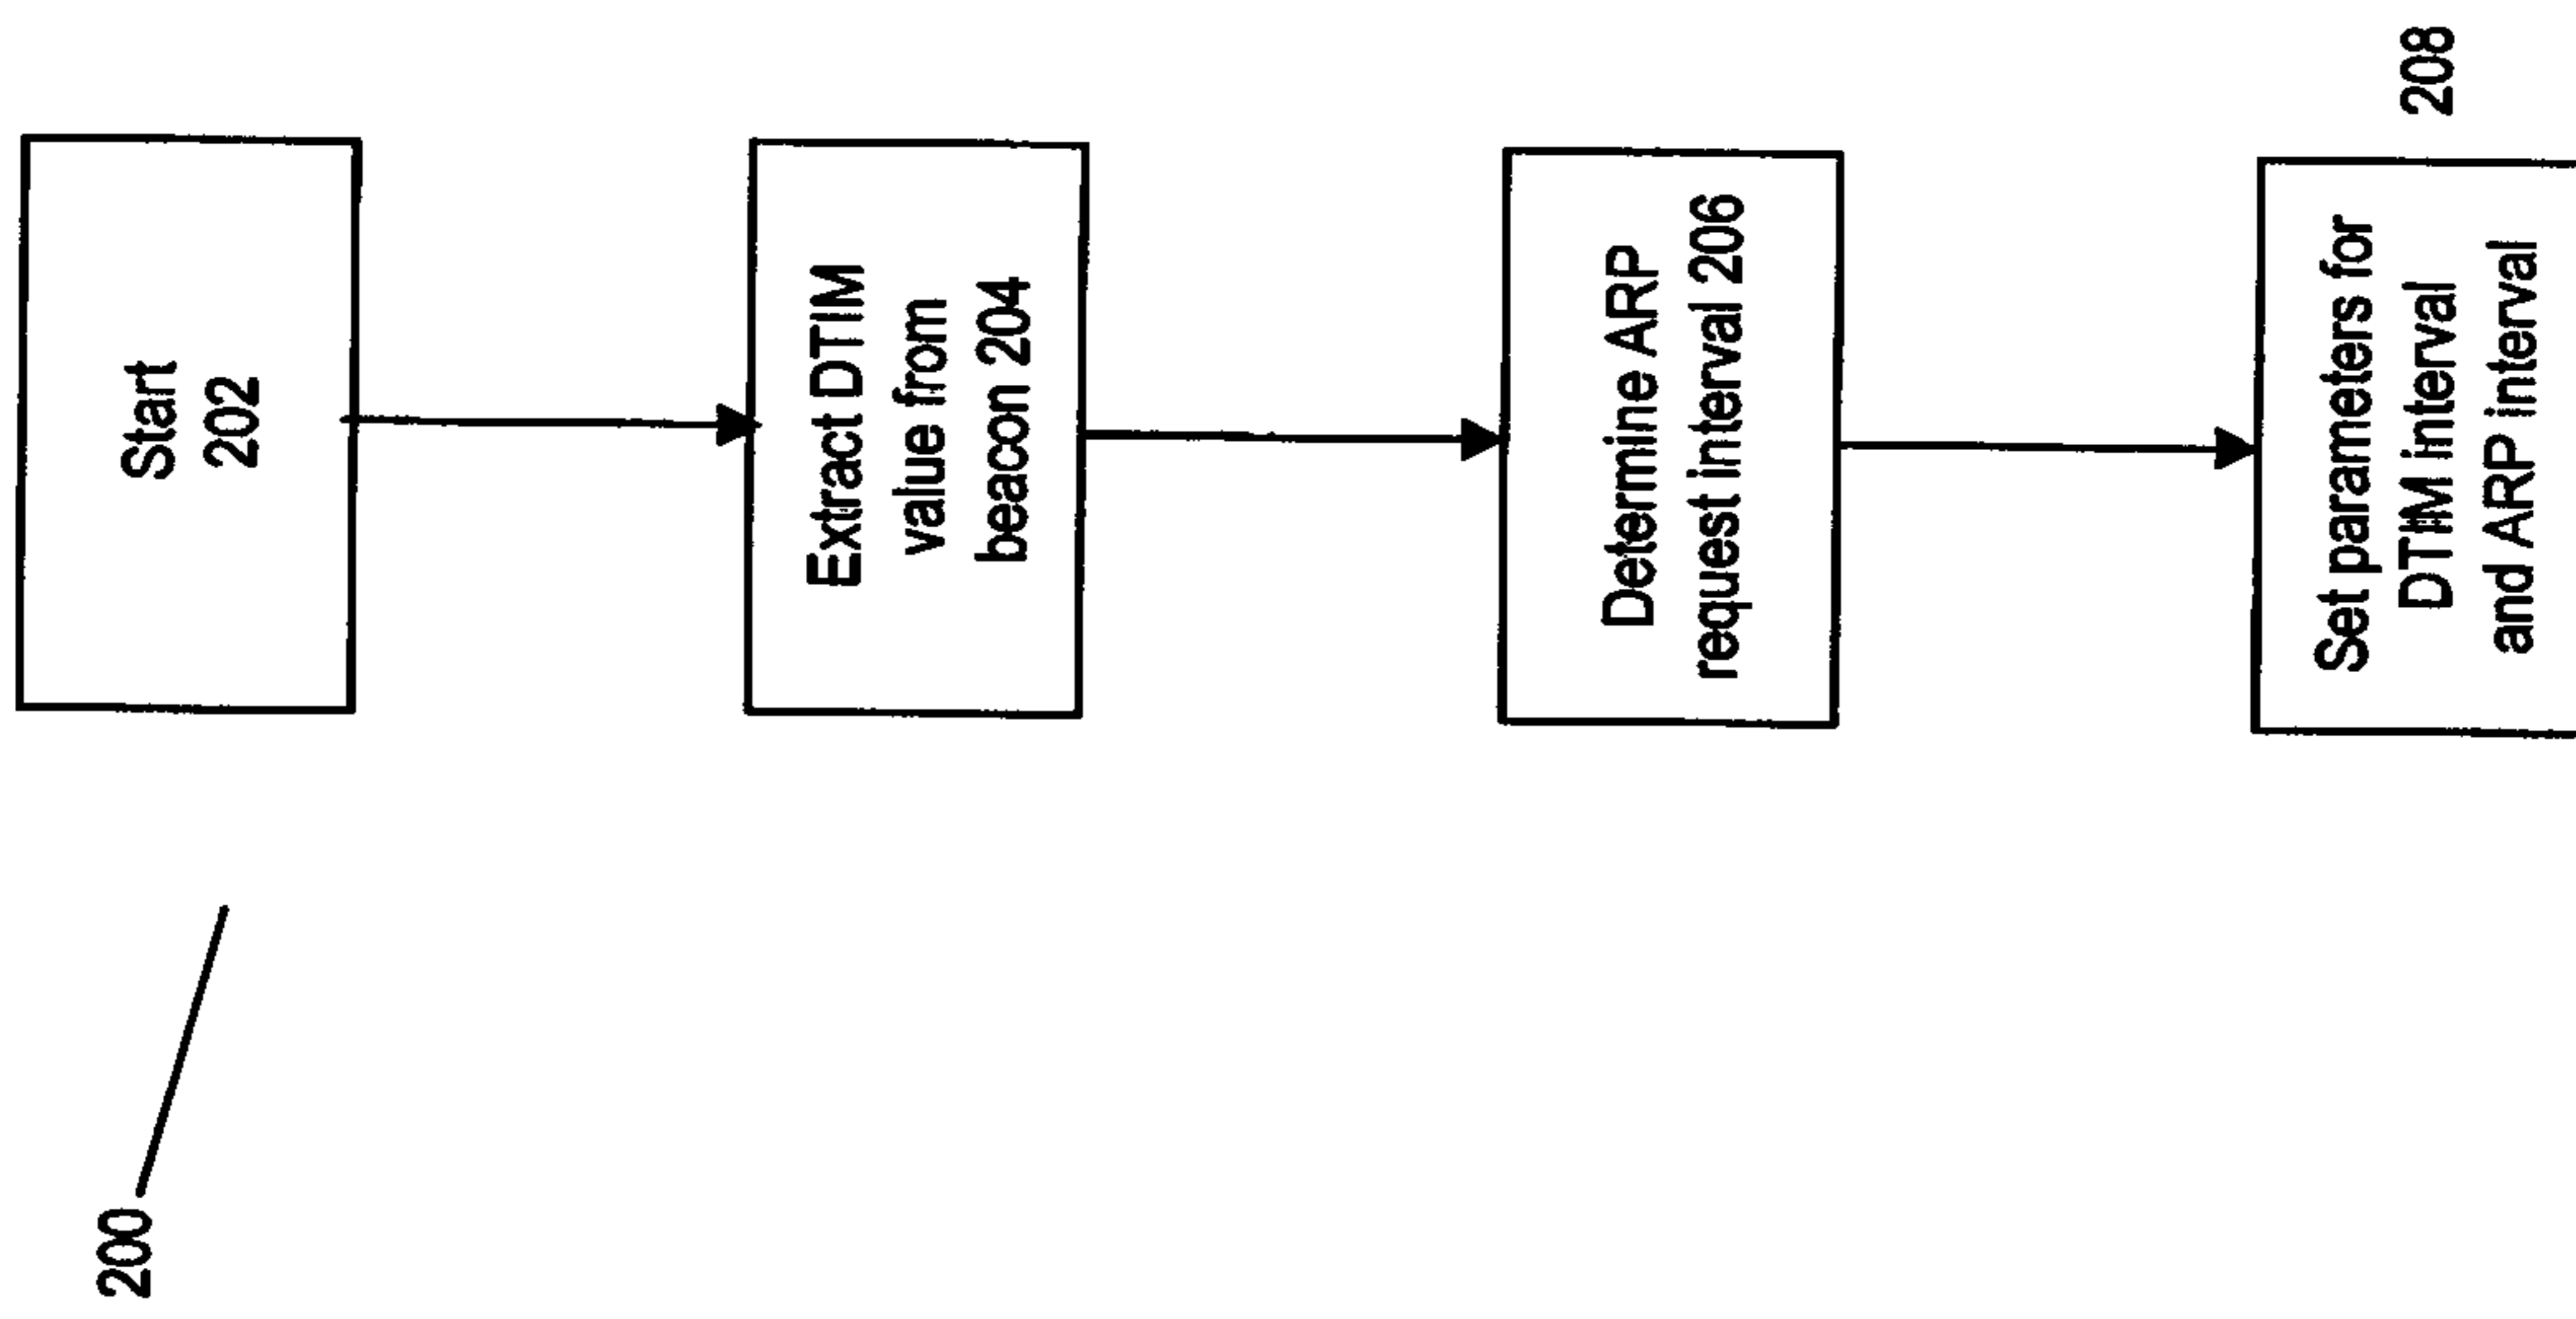 200
Start
202
Extract DTIM
value from
beacon 204
Determine ARP
request interval 206
Set parameters for
DTIM interval
and ARP interval
208